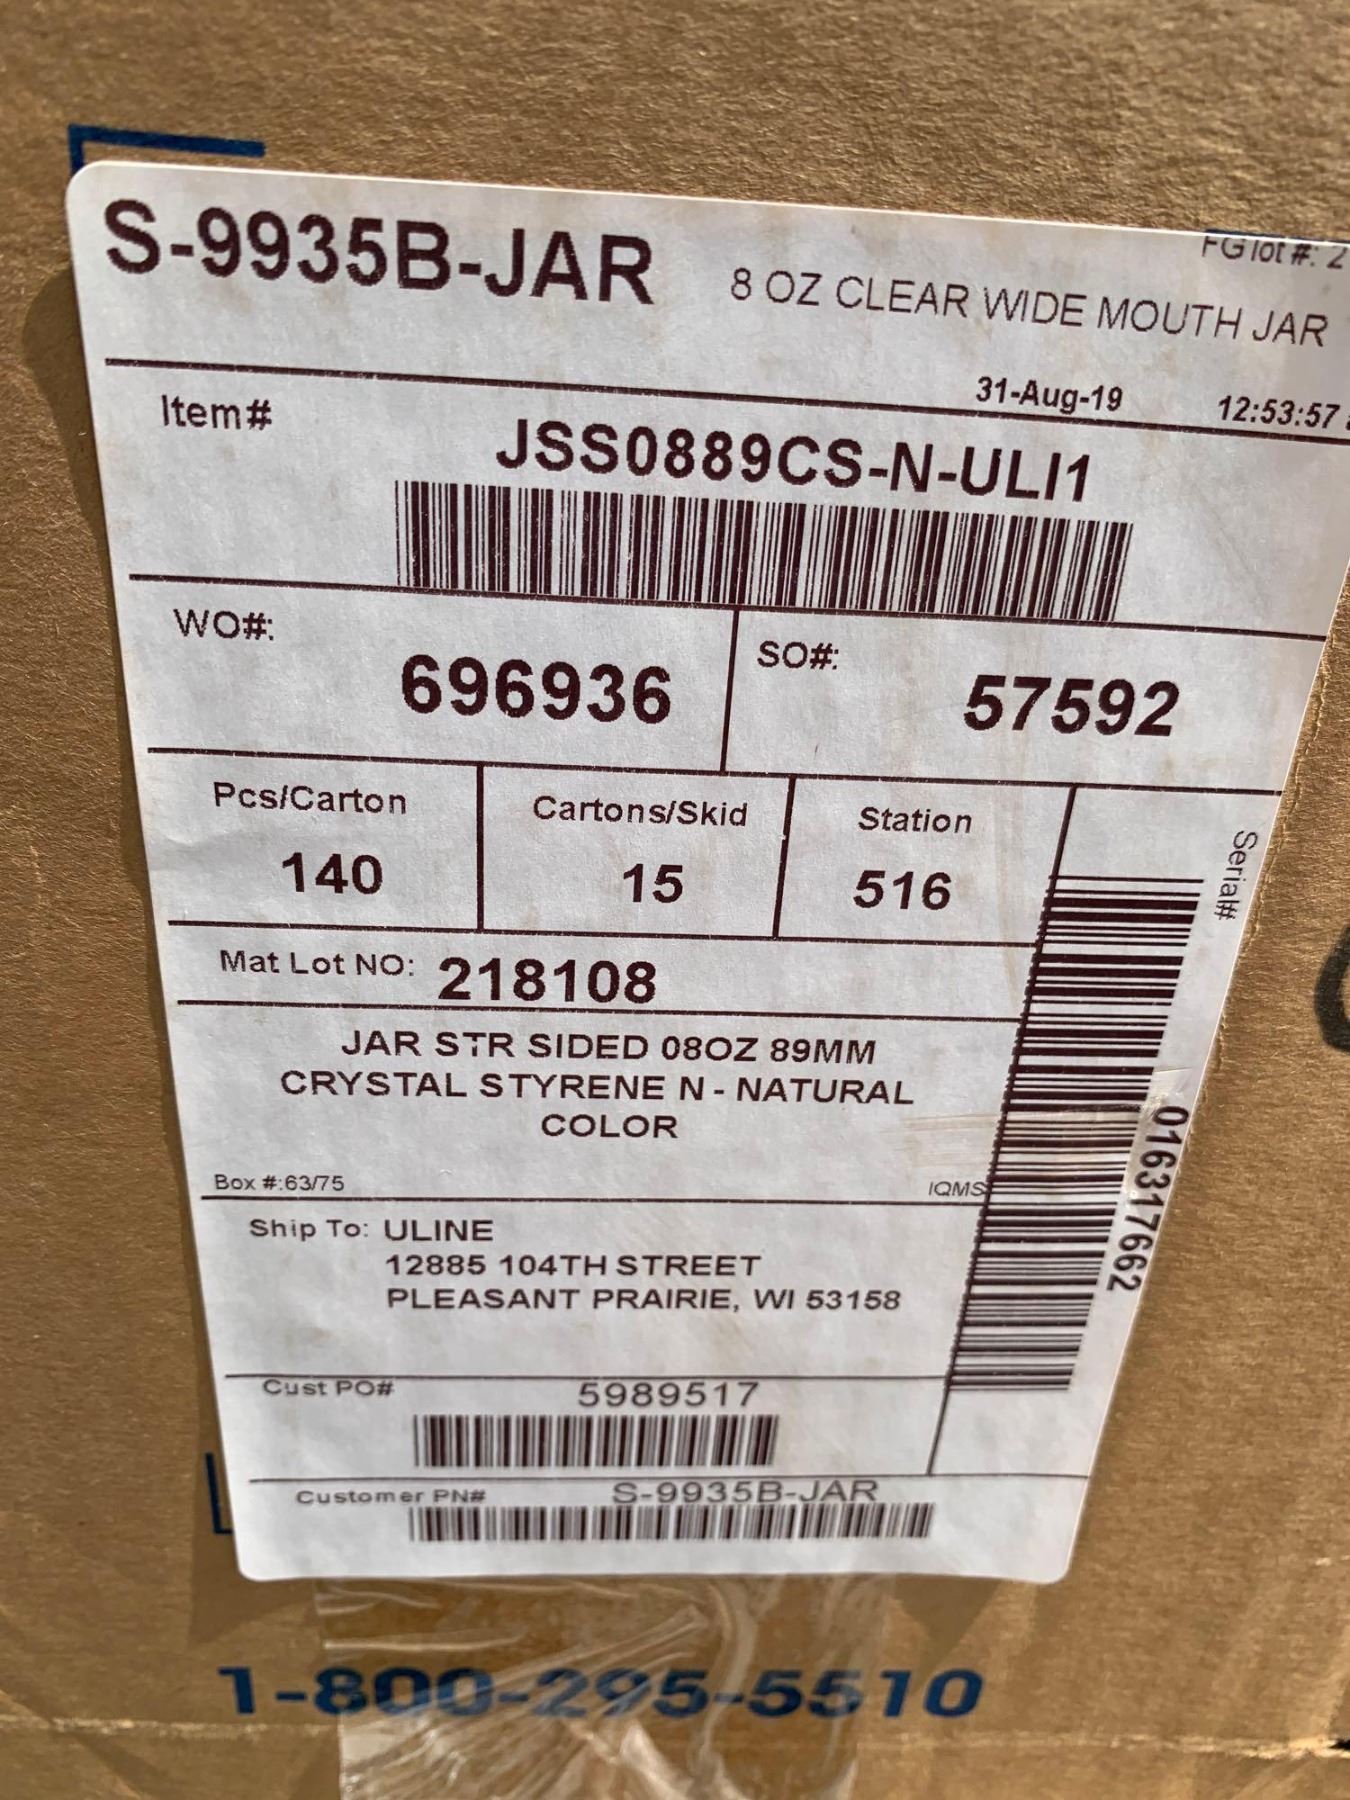 FG lot #: 2
S-9935B-JAR
8 OZ CLEAR WIDE MOUTH JAR
31-Aug-19 12:53:57
Item#
JSS0889CS-N-ULI1
WO#: 696936
SO#: 57592
Pcs/Carton
140
Cartons/Skid
15
Station
516
Serial#
016317662
Mat Lot NO: 218108
JAR STR SIDED 08OZ 89MM
CRYSTAL STYRENE N - NATURAL
COLOR
Box #:63/75
IQMS
Ship To: ULINE
12885 104TH STREET
PLEASANT PRAIRIE, WI 53158
Cust PO# 5989517
Customer PN# S-9935B-JAR
1-800-295-5510